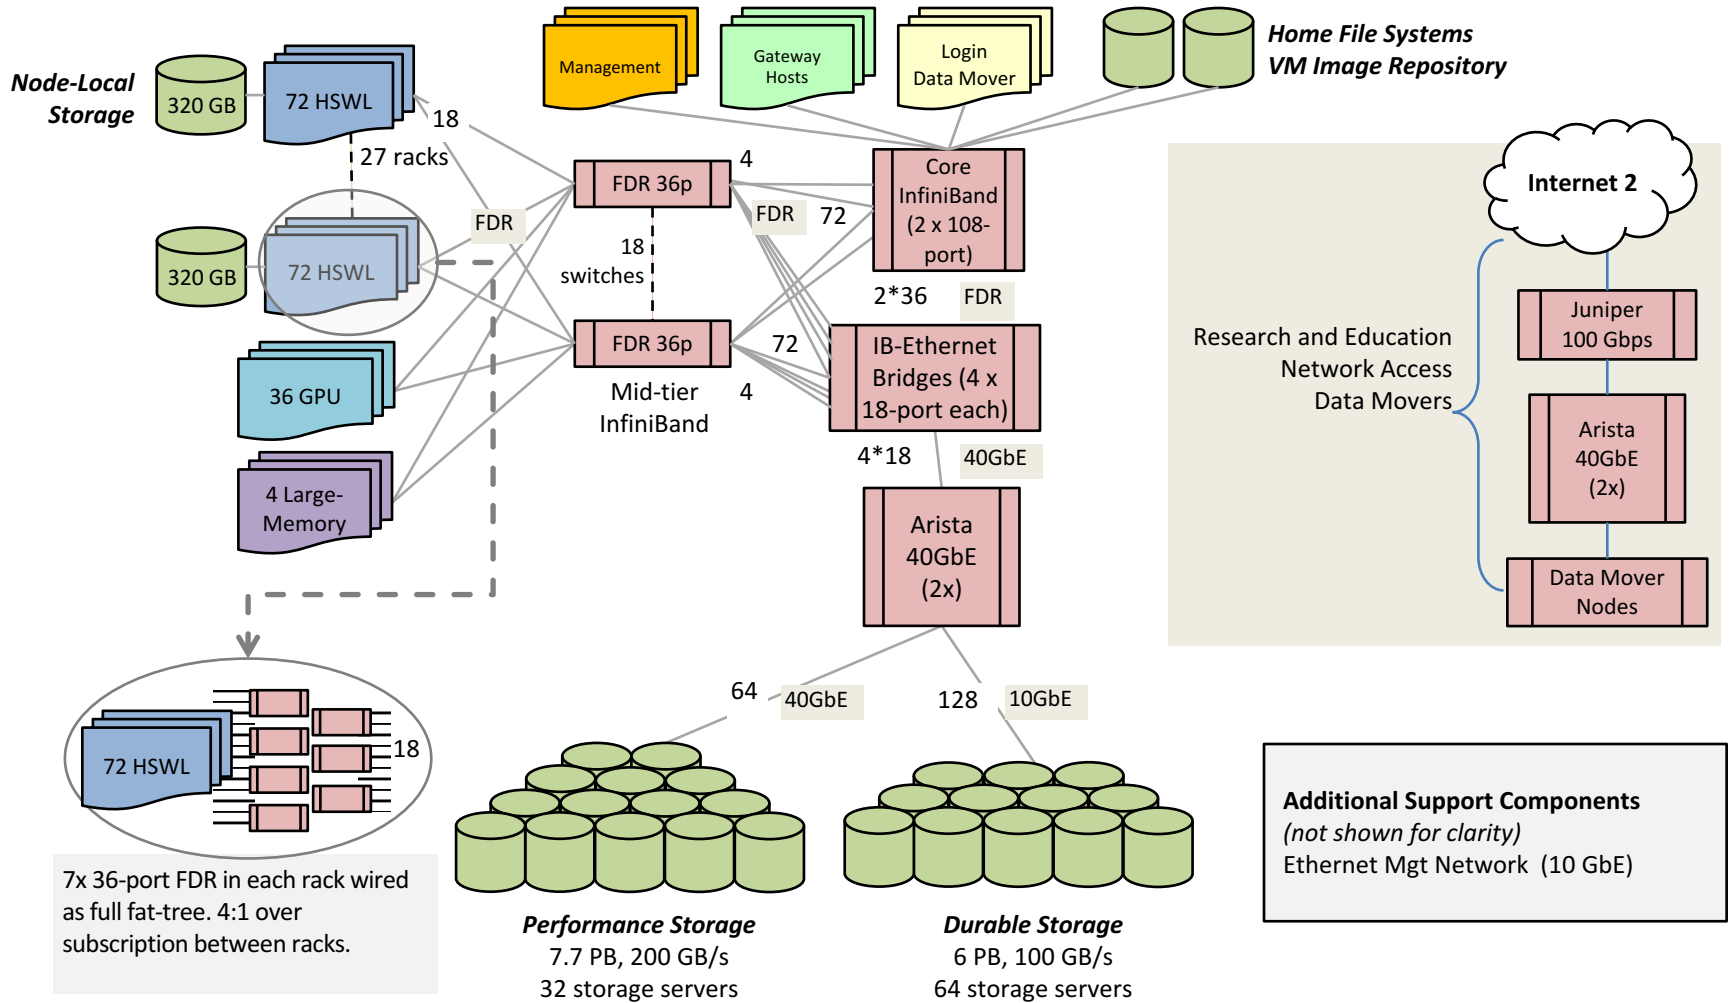 Node-Local
Storage
320 GB
72 HSWL
18
27 racks
320 GB
72 HSWL
FDR
36 GPU
4 Large-
Memory
Management
Gateway
Hosts
Login
Data Mover
Home File Systems
VM Image Repository
FDR 36p
4
18
switches
FDR
72
FDR 36p
72
4
Mid-tier
InfiniBand
Core
InfiniBand
(2 x 108-
port)
2*36
FDR
IB-Ethernet
Bridges (4 x
18-port each)
4*18
40GbE
Arista
40GbE
(2x)
64
40GbE
128
10GbE
Internet 2
Juniper
100 Gbps
Research and Education
Network Access
Data Movers
Arista
40GbE
(2x)
Data Mover
Nodes
72 HSWL
18
7x 36-port FDR in each rack wired
as full fat-tree. 4:1 over
subscription between racks.
Performance Storage
7.7 PB, 200 GB/s
32 storage servers
Durable Storage
6 PB, 100 GB/s
64 storage servers
Additional Support Components
(not shown for clarity)
Ethernet Mgt Network (10 GbE)